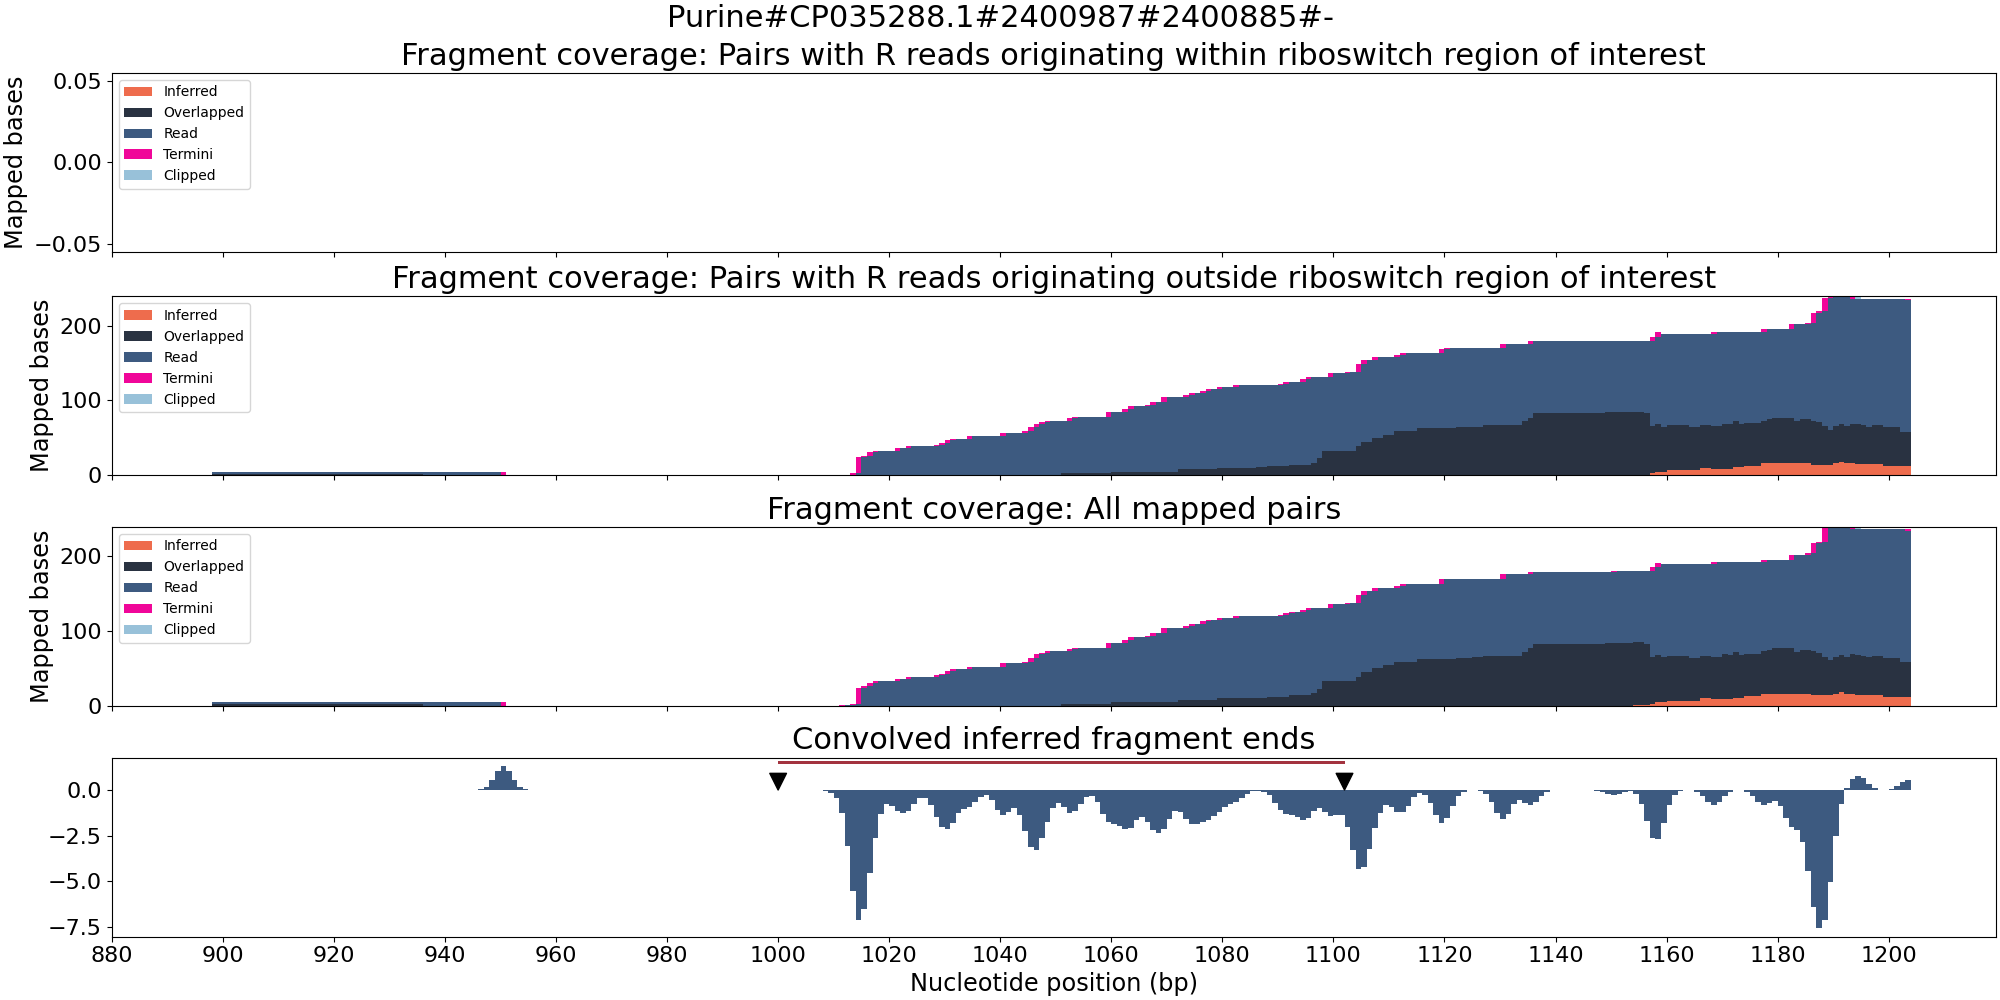 Purine#CP035288.1#2400987#2400885#-
Fragment coverage: Pairs with R reads originating within riboswitch region of interest
Mapped bases
0.05
0.00
−0.05
Inferred
Overlapped
Read
Termini
Clipped
Fragment coverage: Pairs with R reads originating outside riboswitch region of interest
Mapped bases
200
100
0
Inferred
Overlapped
Read
Termini
Clipped
Fragment coverage: All mapped pairs
Mapped bases
200
100
0
Inferred
Overlapped
Read
Termini
Clipped
Convolved inferred fragment ends
0.0
−2.5
−5.0
−7.5
880 900 920 940 960 980 1000 1020 1040 1060 1080 1100 1120 1140 1160 1180 1200
Nucleotide position (bp)